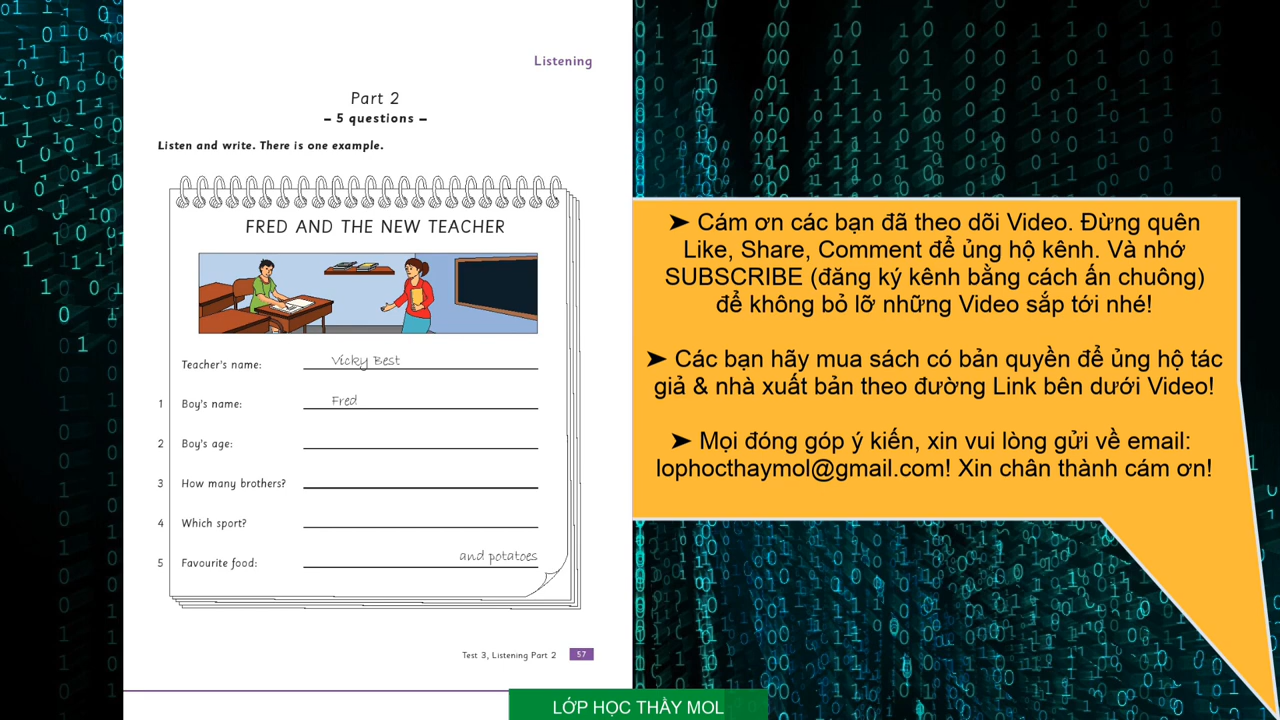 Listening
Part 2
– 5 questions –
Listen and write. There is one example.
FRED AND THE NEW TEACHER
Teacher's name: Vicky Best
1 Boy's name: Fred
2 Boy's age:
3 How many brothers?
4 Which sport?
5 Favourite food: and potatoes
Test 3, Listening Part 2 57
➤ Cám ơn các bạn đã theo dõi Video. Đừng quên
Like, Share, Comment để ủng hộ kênh. Và nhớ
SUBSCRIBE (đăng ký kênh bằng cách ấn chuông)
để không bỏ lỡ những Video sắp tới nhé!
➤ Các bạn hãy mua sách có bản quyền để ủng hộ tác
giả & nhà xuất bản theo đường Link bên dưới Video!
➤ Mọi đóng góp ý kiến, xin vui lòng gửi về email:
lophocthaymol@gmail.com! Xin chân thành cám ơn!
LỚP HỌC THẦY MOL